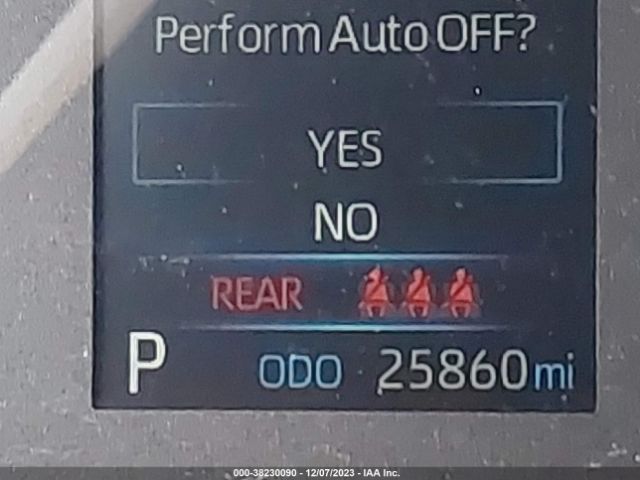 Perform Auto OFF?
YES
NO
REAR
P ODO 25860 mi
000-38230090 - 12/07/2023 - IAA Inc.